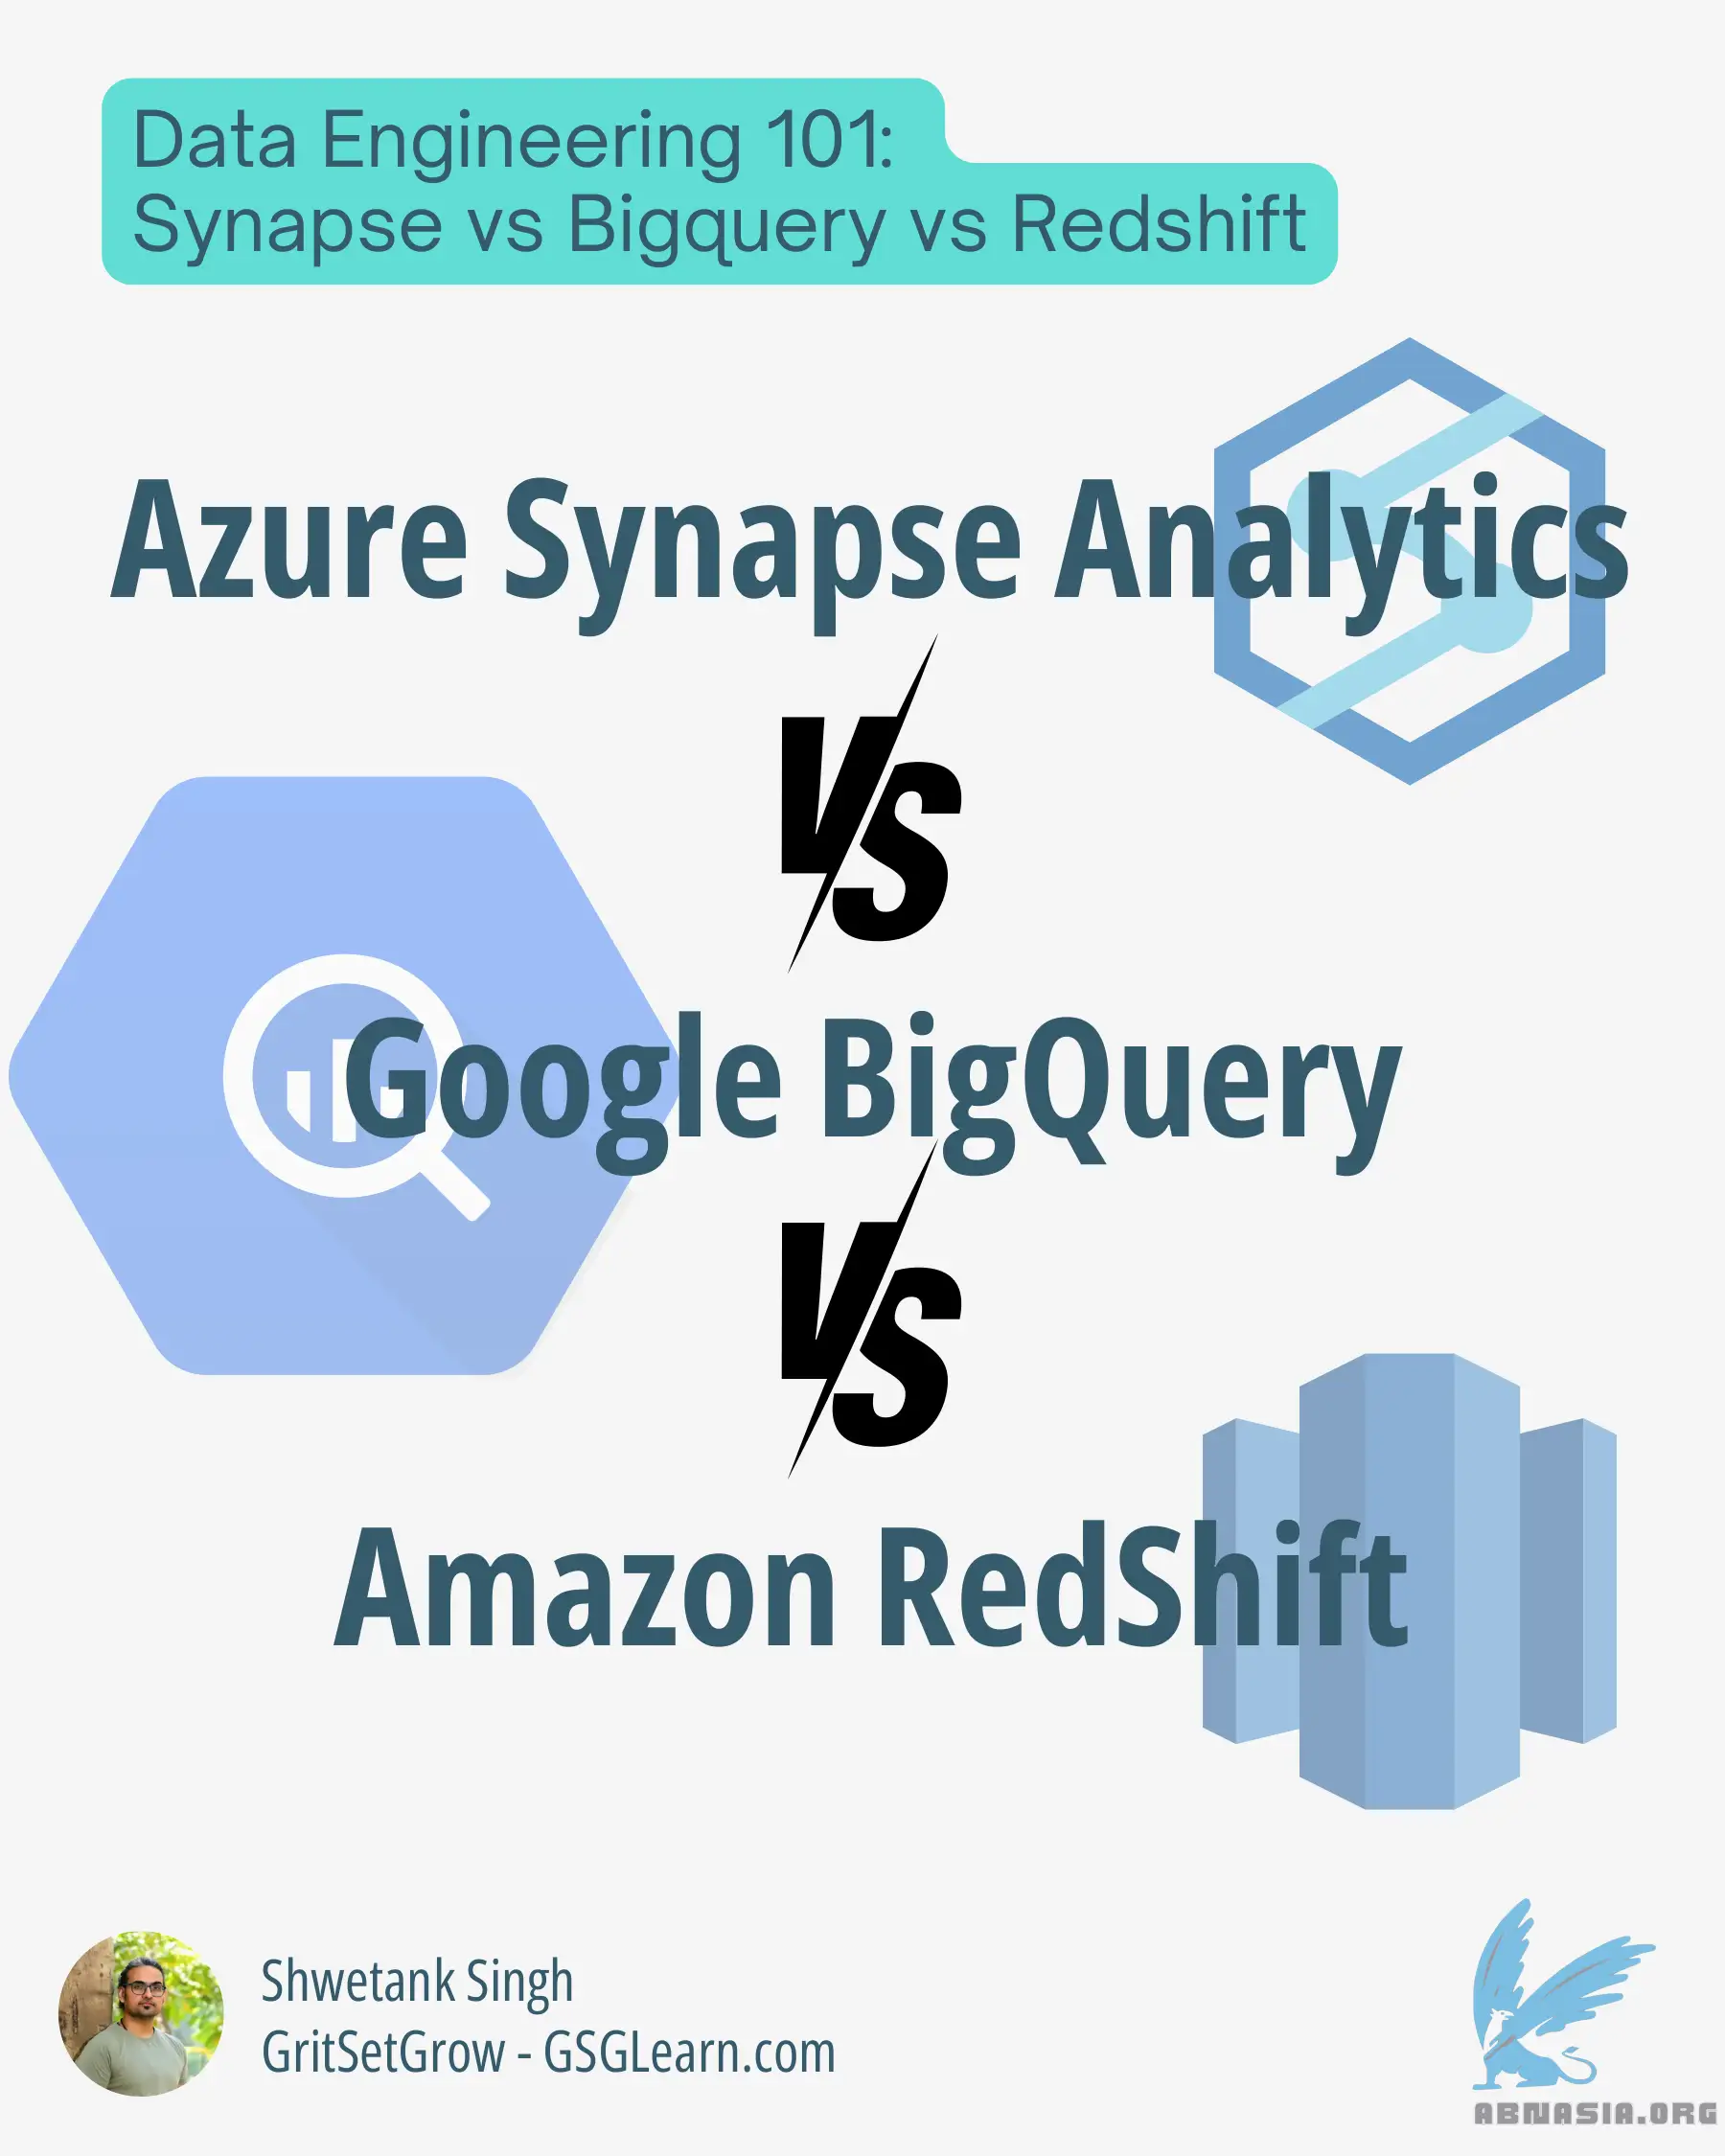 Data Engineering 101:
Synapse vs Bigquery vs Redshift
Azure Synapse Analytics
VS
Google BigQuery
VS
Amazon RedShift
Shwetank Singh
GritSetGrow - GSGLearn.com
ABNASIA.ORG